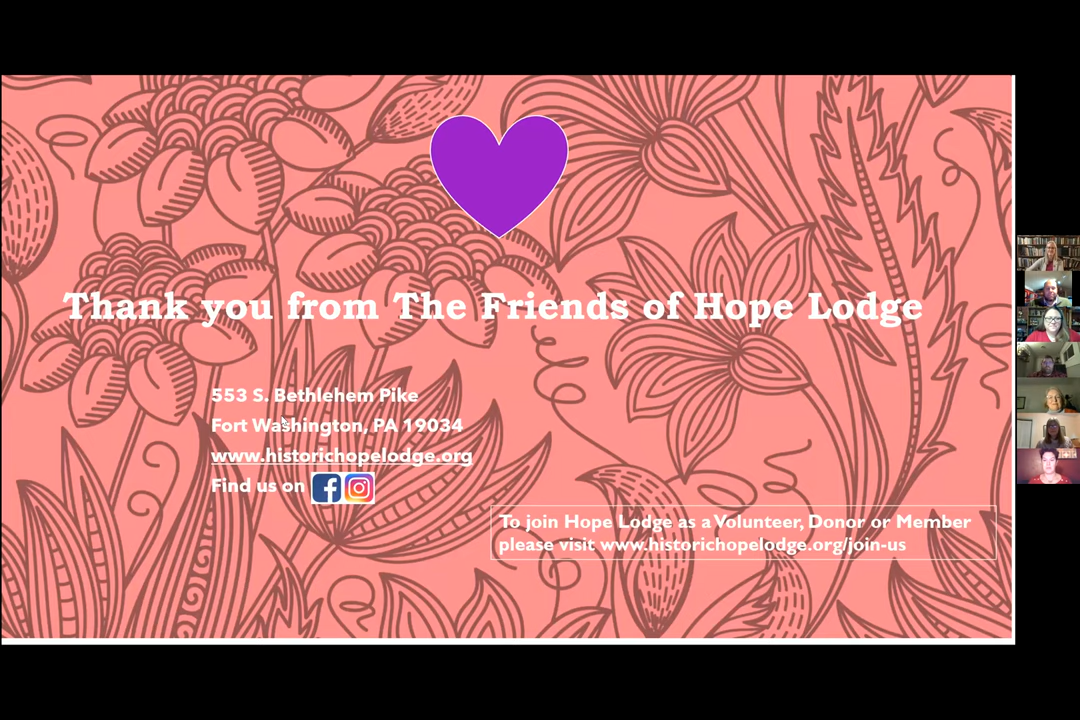 Thank you from The Friends of Hope Lodge
553 S. Bethlehem Pike
Fort Washington, PA 19034
www.historichopelodge.org
Find us on
To join Hope Lodge as a Volunteer, Donor or Member
please visit www.historichopelodge.org/join-us